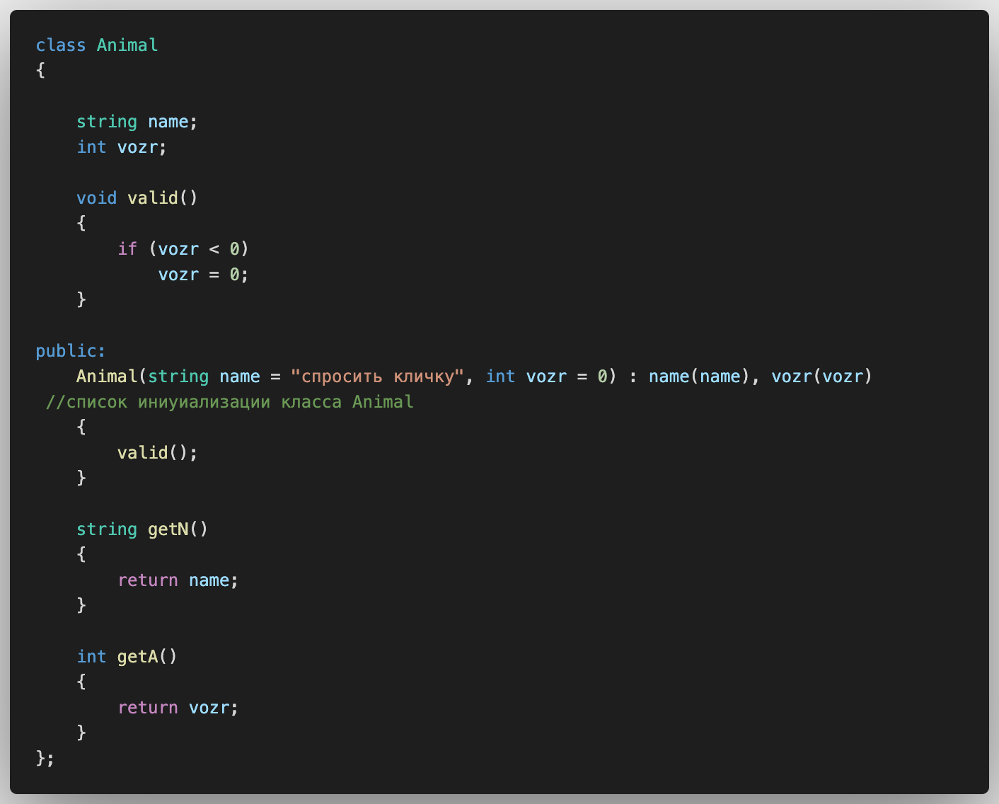 class Animal
{
    string name;
    int vozr;
    void valid()
    {
        if (vozr < 0)
            vozr = 0;
    }
public:
    Animal(string name = "спросить кличку", int vozr = 0) : name(name), vozr(vozr)
 //список иниуиализации класса Animal
    {
        valid();
    }
    string getN()
    {
        return name;
    }
    int getA()
    {
        return vozr;
    }
};